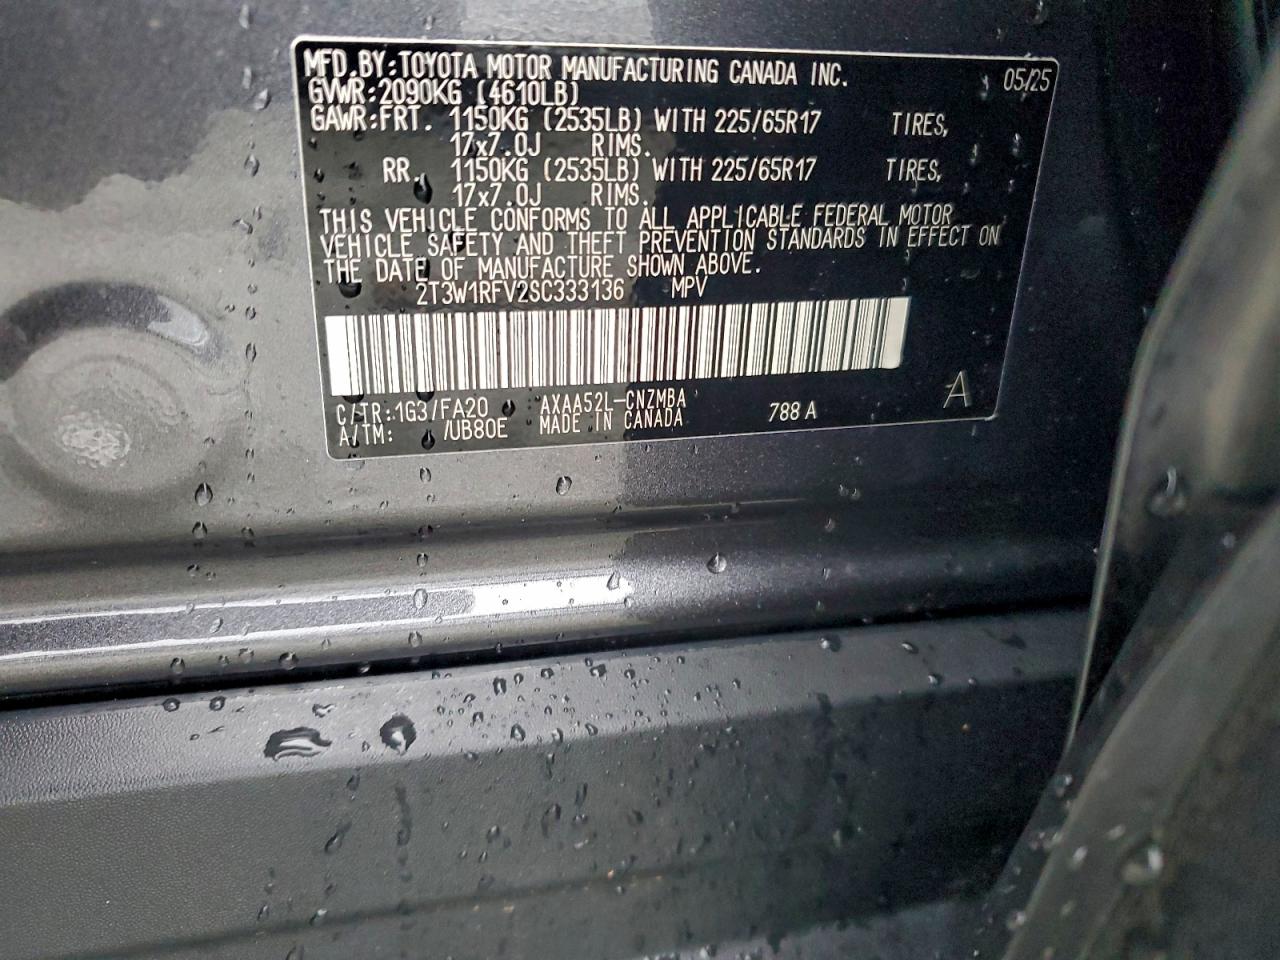 MFD.BY:TOYOTA MOTOR MANUFACTURING CANADA INC. 05/25
GVWR:2090KG (4610LB)
GAWR:FRT. 1150KG (2535LB) WITH 225/65R17 TIRES,
17x7.0J RIMS.
RR. 1150KG (2535LB) WITH 225/65R17 TIRES,
17x7.0J RIMS.
THIS VEHICLE CONFORMS TO ALL APPLICABLE FEDERAL MOTOR
VEHICLE SAFETY AND THEFT PREVENTION STANDARDS IN EFFECT ON
THE DATE OF MANUFACTURE SHOWN ABOVE.
2T3W1RFV2SC333136 MPV
C/TR:1G3/FA20 AXAA52L-CNZMBA 788A A
A/TM: /UB80E MADE IN CANADA